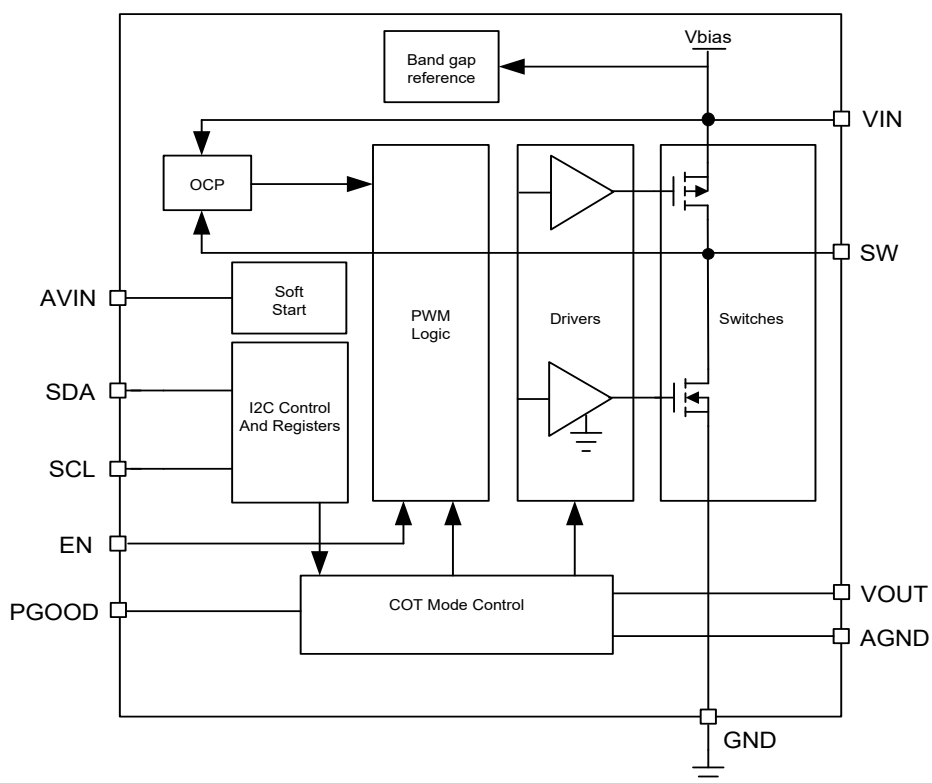 Vbias
Band gap
reference
VIN
OCP
SW
AVIN
Soft
Start
PWM
Logic
Drivers
Switches
SDA
I2C Control
And Registers
SCL
EN
PGOOD
COT Mode Control
VOUT
AGND
GND